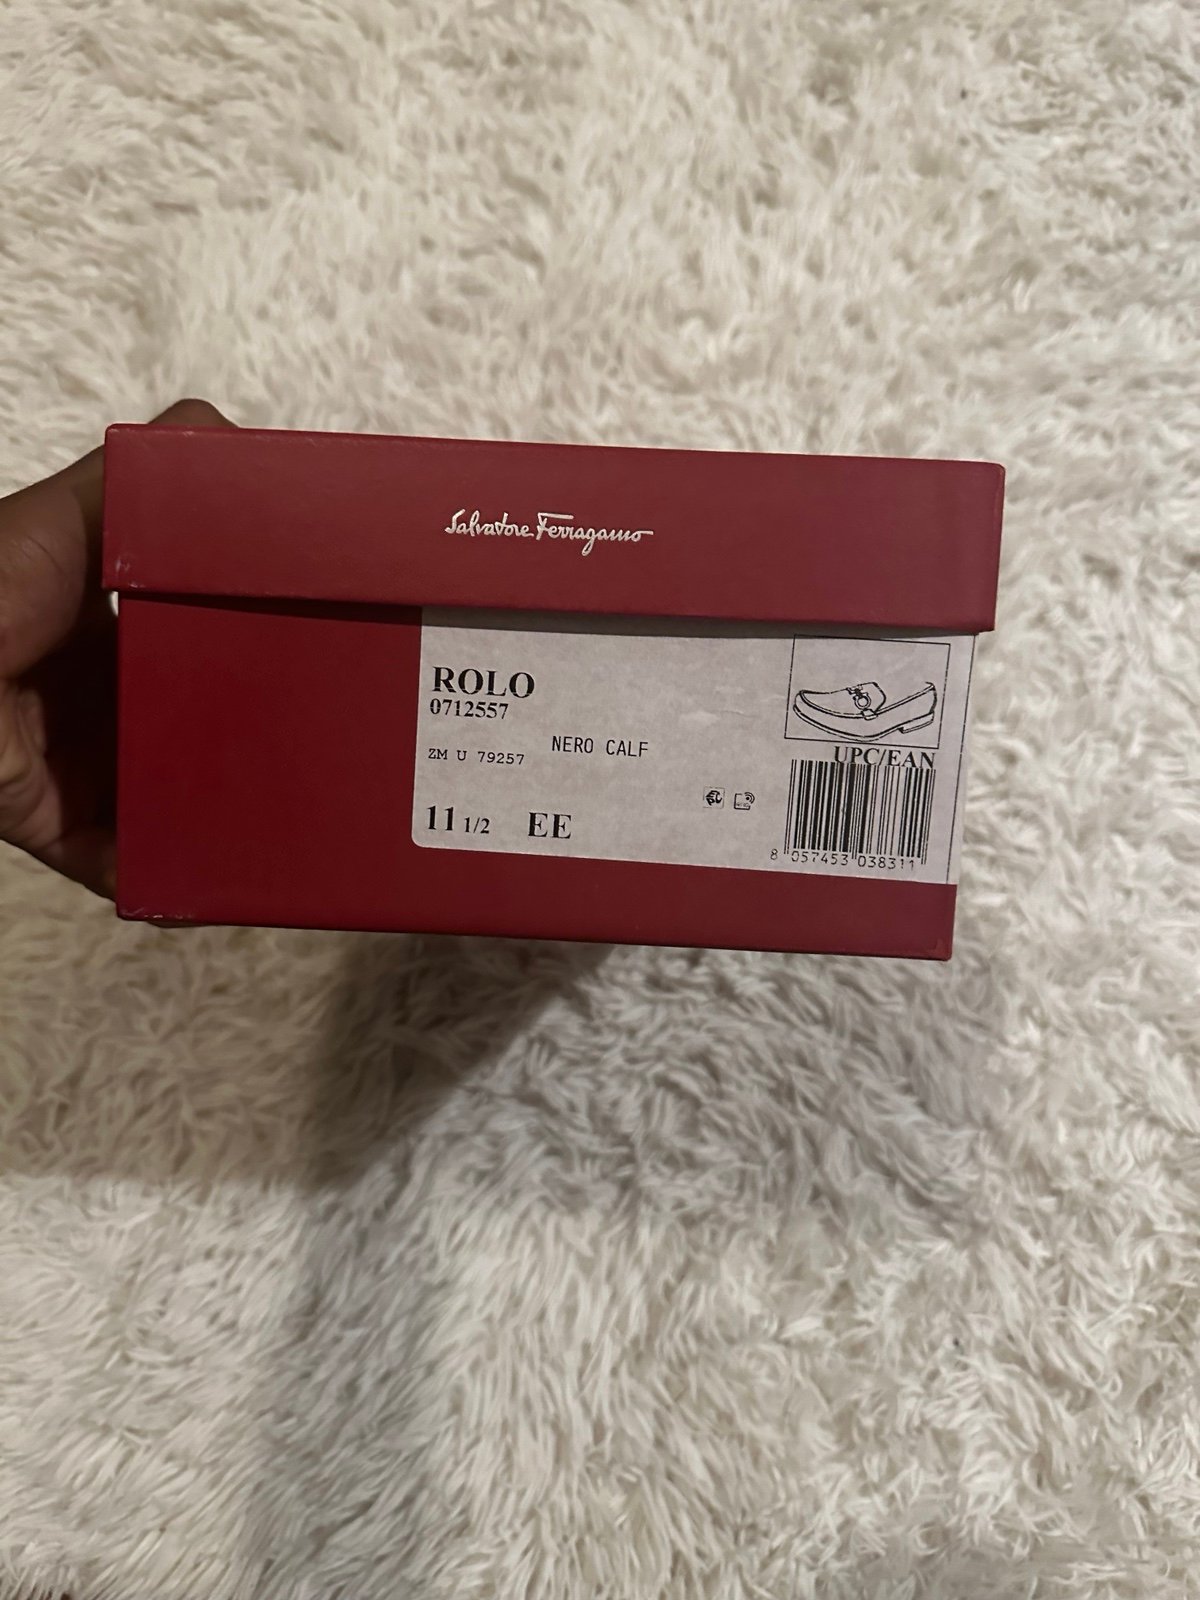 Salvatore Ferragamo
ROLO
0712557
ZM U 79257 NERO CALF
11 1/2 EE
UPC/EAN
8 057453 038311